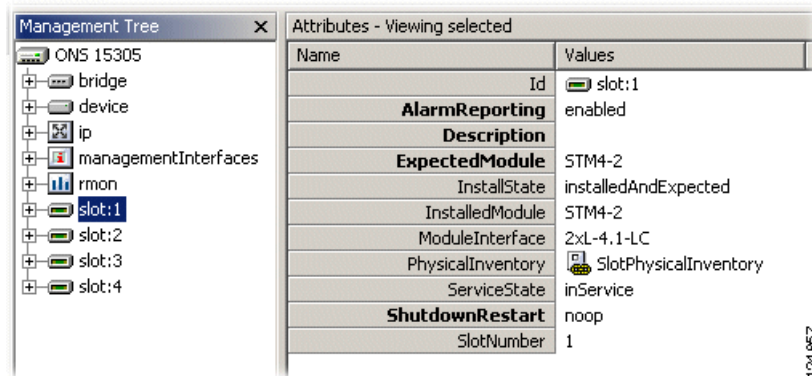 Management Tree
ONS 15305
bridge
device
ip
managementInterfaces
rmon
slot:1
slot:2
slot:3
slot:4
Attributes - Viewing selected
Name Values
Id slot:1
AlarmReporting enabled
Description
ExpectedModule STM4-2
InstallState installedAndExpected
InstalledModule STM4-2
ModuleInterface 2xL-4.1-LC
PhysicalInventory SlotPhysicalInventory
ServiceState inService
ShutdownRestart noop
SlotNumber 1